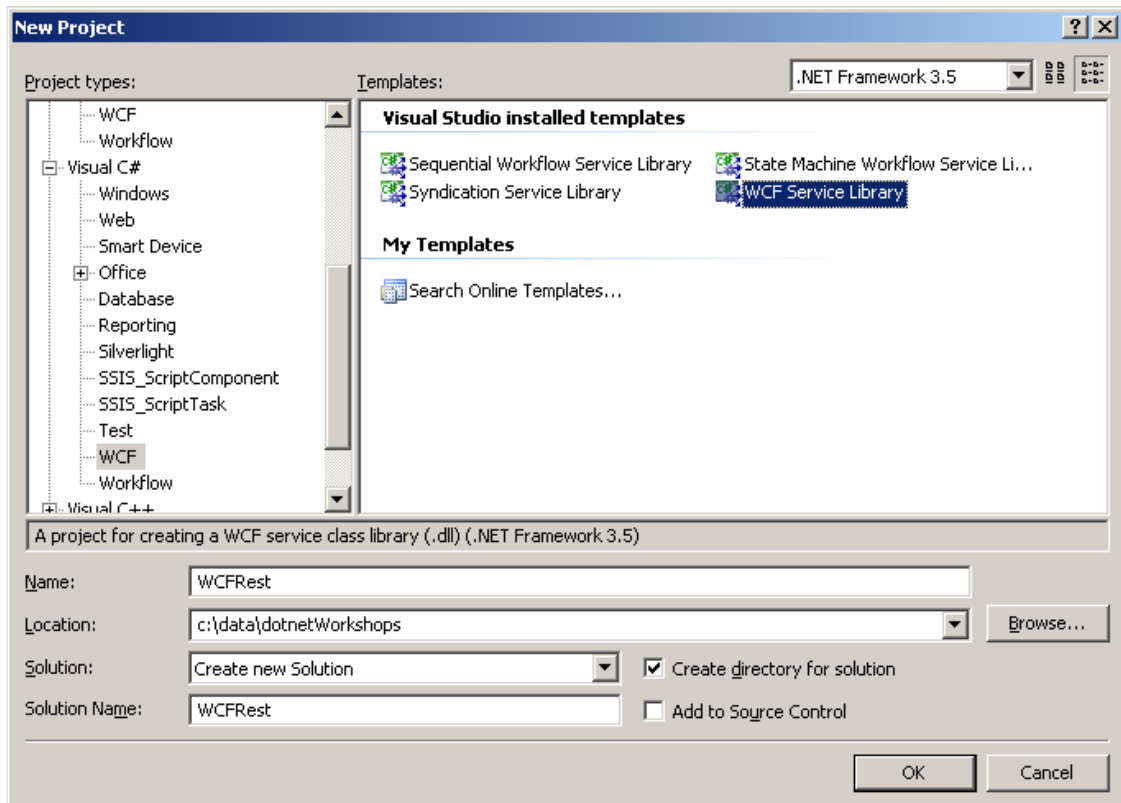 New Project
Project types:
Templates:
.NET Framework 3.5
WCF
Workflow
Visual C#
Windows
Web
Smart Device
Office
Database
Reporting
Silverlight
SSIS_ScriptComponent
SSIS_ScriptTask
Test
WCF
Workflow
Visual C++
Visual Studio installed templates
Sequential Workflow Service Library
State Machine Workflow Service Li...
Syndication Service Library
WCF Service Library
My Templates
Search Online Templates...
A project for creating a WCF service class library (.dll) (.NET Framework 3.5)
Name:
WCFRest
Location:
c:\data\dotnetWorkshops
Browse...
Solution:
Create new Solution
Create directory for solution
Solution Name:
WCFRest
Add to Source Control
OK
Cancel